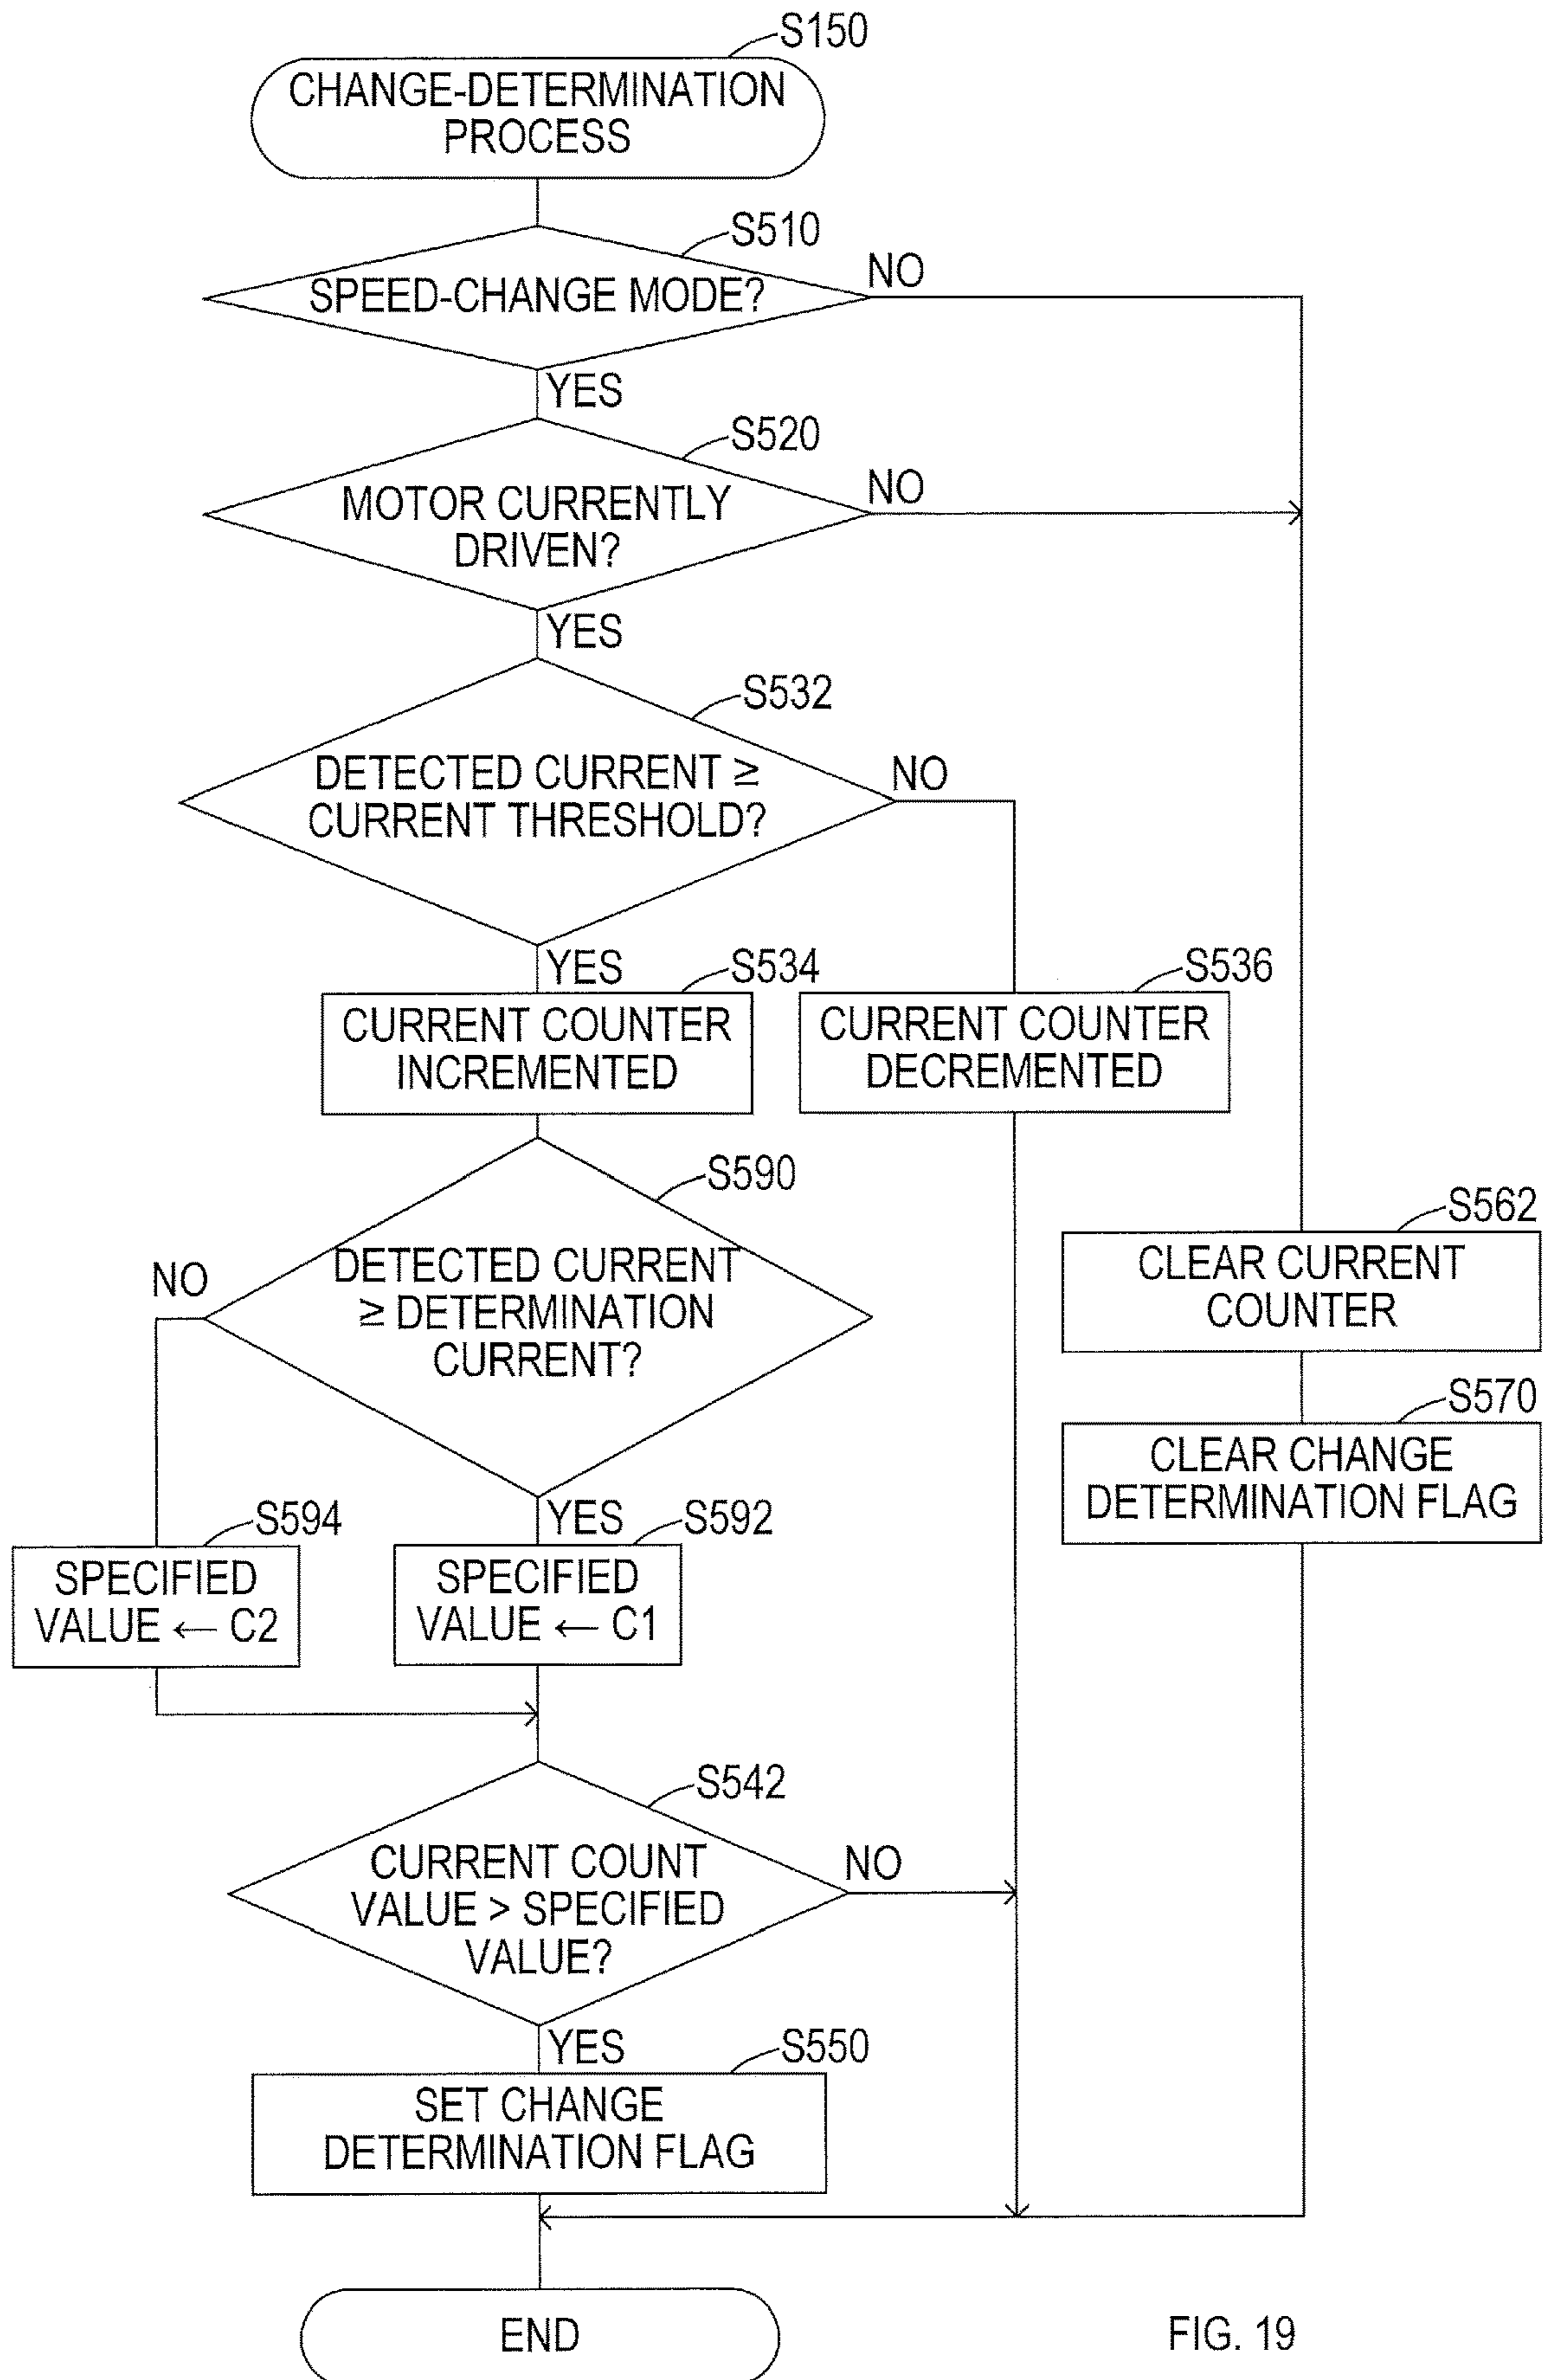 S150
CHANGE-DETERMINATION
PROCESS
S510
SPEED-CHANGE MODE?
NO
YES
S520
MOTOR CURRENTLY
DRIVEN?
NO
YES
S532
DETECTED CURRENT ≥
CURRENT THRESHOLD?
NO
YES
S534
CURRENT COUNTER
INCREMENTED
S536
CURRENT COUNTER
DECREMENTED
S590
DETECTED CURRENT
≥ DETERMINATION
CURRENT?
NO
YES
S562
CLEAR CURRENT
COUNTER
S570
CLEAR CHANGE
DETERMINATION FLAG
S594
SPECIFIED
VALUE ← C2
S592
SPECIFIED
VALUE ← C1
S542
CURRENT COUNT
VALUE > SPECIFIED
VALUE?
NO
YES
S550
SET CHANGE
DETERMINATION FLAG
END
FIG. 19